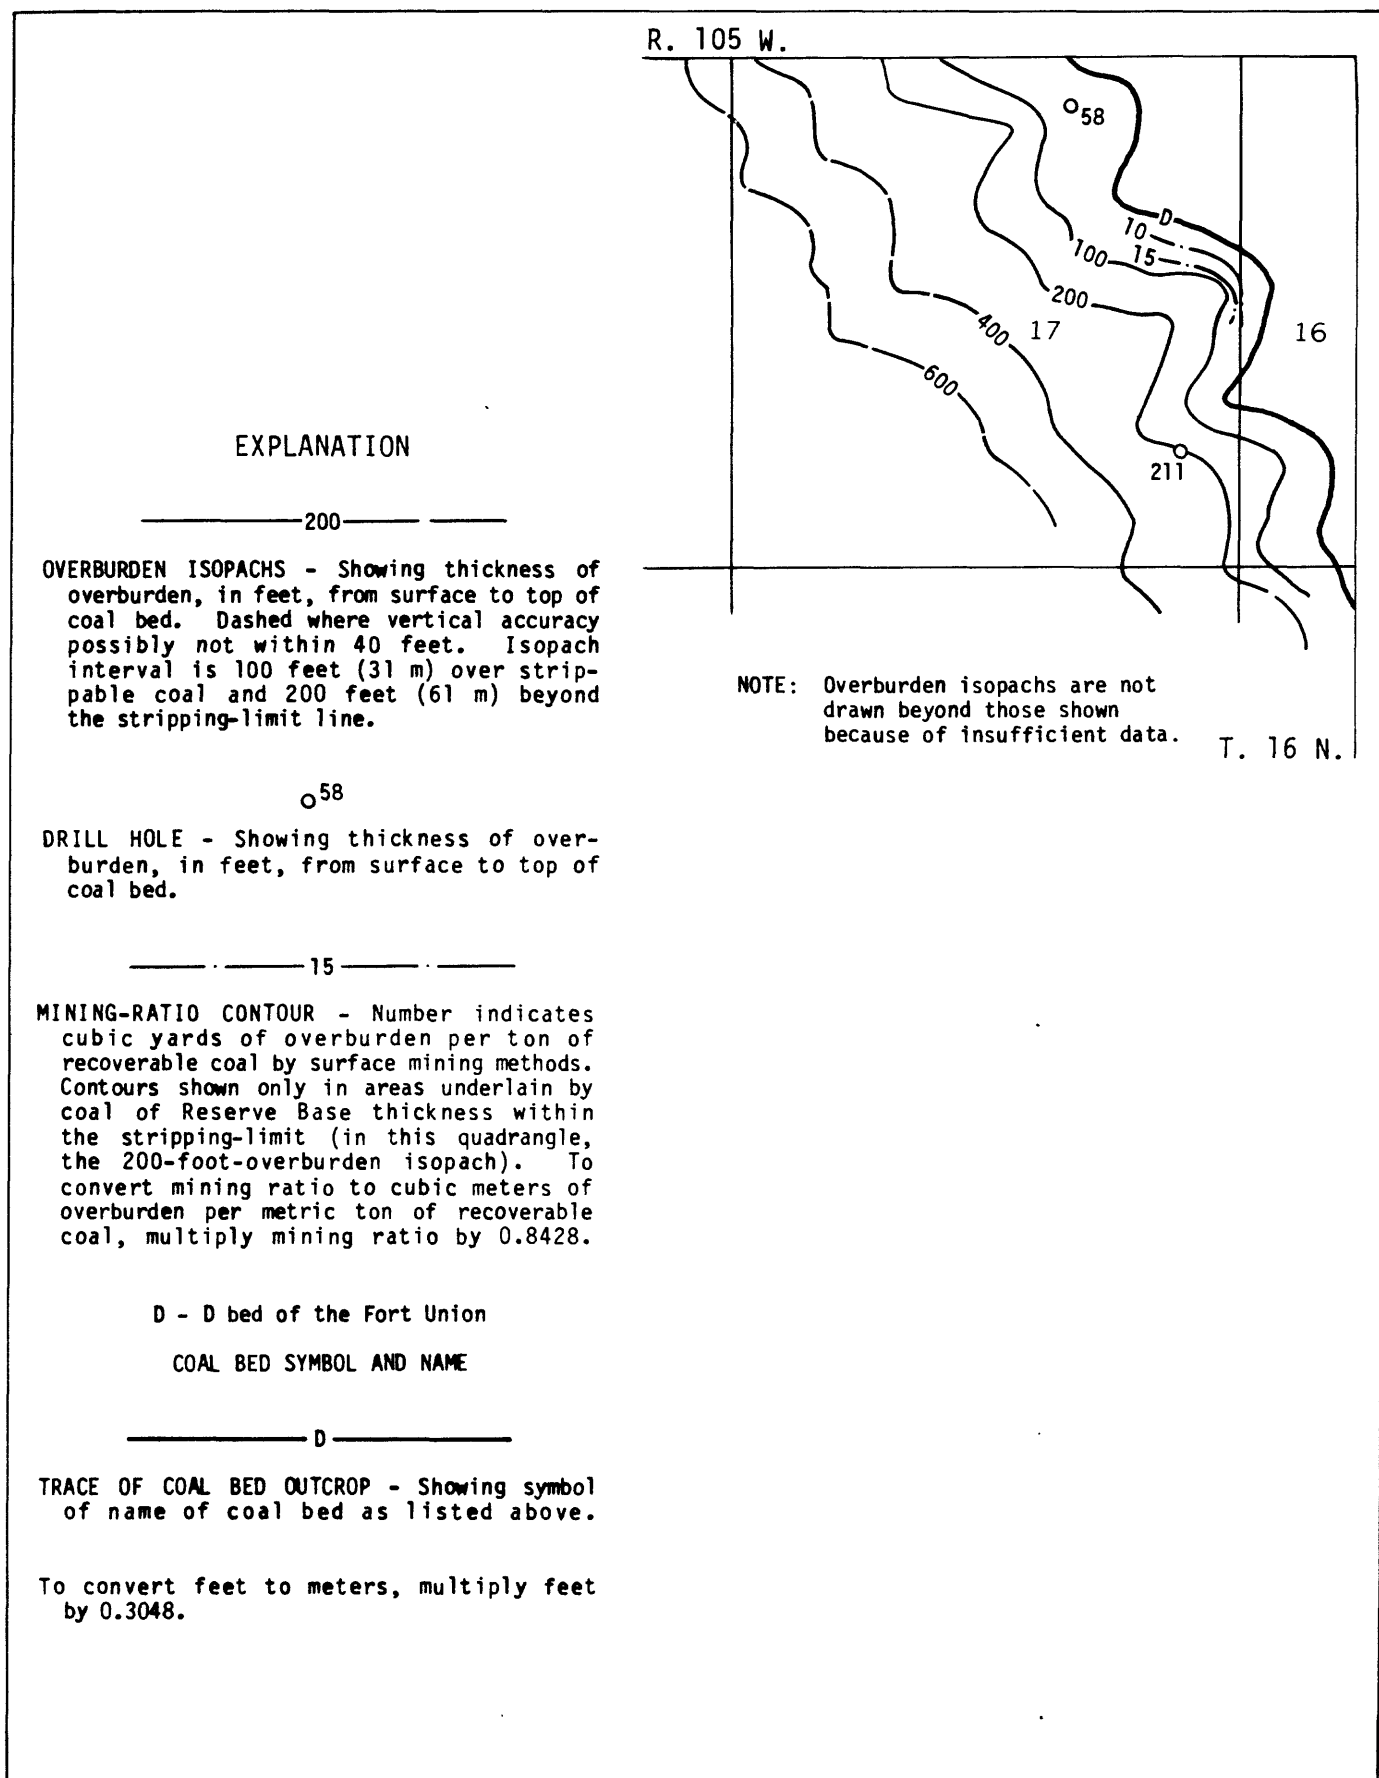 R. 105 W.
58
D
10
15
100
200
17
16
400
600
211
NOTE: Overburden isopachs are not
drawn beyond those shown
because of insufficient data.
T. 16 N.
EXPLANATION
200
OVERBURDEN ISOPACHS - Showing thickness of
overburden, in feet, from surface to top of
coal bed. Dashed where vertical accuracy
possibly not within 40 feet. Isopach
interval is 100 feet (31 m) over strip-
pable coal and 200 feet (61 m) beyond
the stripping-limit line.
58
DRILL HOLE - Showing thickness of over-
burden, in feet, from surface to top of
coal bed.
15
MINING-RATIO CONTOUR - Number indicates
cubic yards of overburden per ton of
recoverable coal by surface mining methods.
Contours shown only in areas underlain by
coal of Reserve Base thickness within
the stripping-limit (in this quadrangle,
the 200-foot-overburden isopach). To
convert mining ratio to cubic meters of
overburden per metric ton of recoverable
coal, multiply mining ratio by 0.8428.
D - D bed of the Fort Union
COAL BED SYMBOL AND NAME
D
TRACE OF COAL BED OUTCROP - Showing symbol
of name of coal bed as listed above.
To convert feet to meters, multiply feet
by 0.3048.